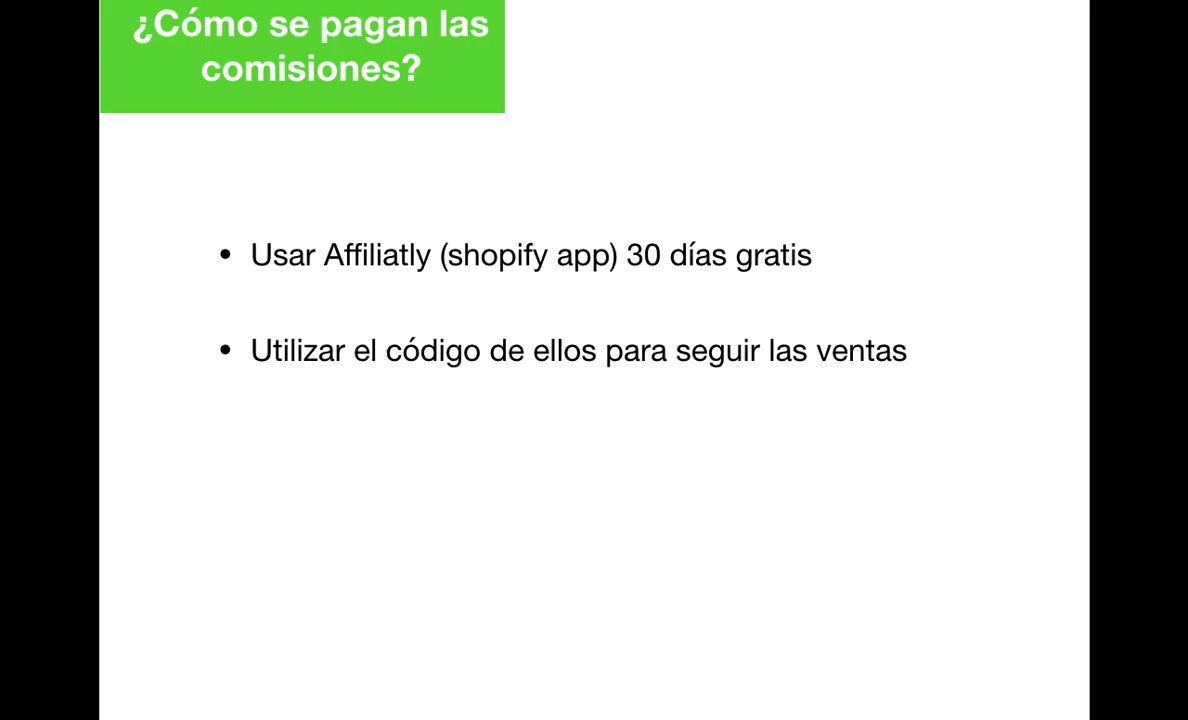 ¿Cómo se pagan las
comisiones?
• Usar Affiliatly (shopify app) 30 días gratis
• Utilizar el código de ellos para seguir las ventas